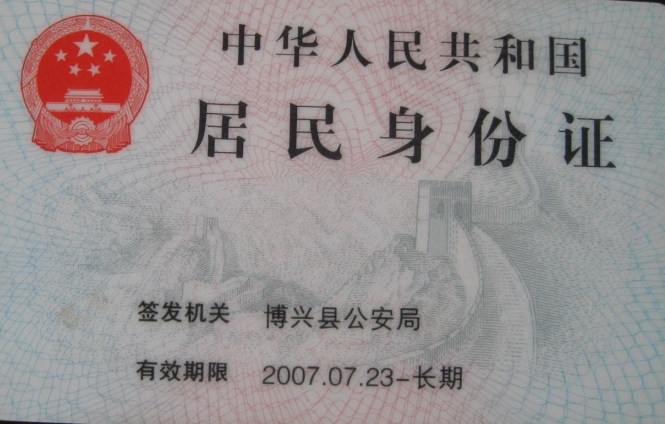 中华人民共和国
居民身份证
签发机关 博兴县公安局
有效期限 2007.07.23-长期